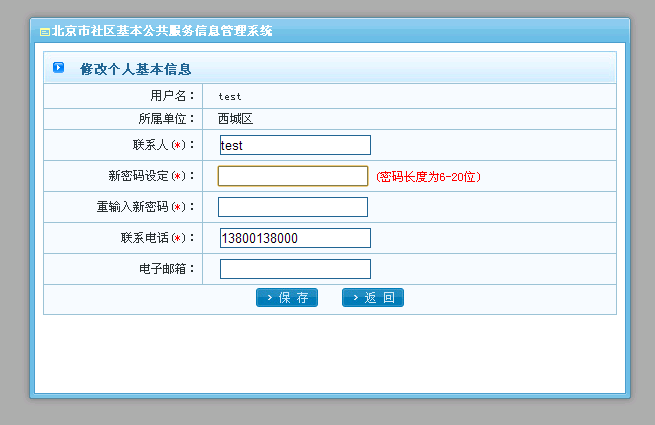 北京市社区基本公共服务信息管理系统
修改个人基本信息
用户名： test
所属单位： 西城区
联系人(*)： test
新密码设定(*)： (密码长度为6-20位)
重输入新密码(*)：
联系电话(*)： 13800138000
电子邮箱：
保 存 返 回